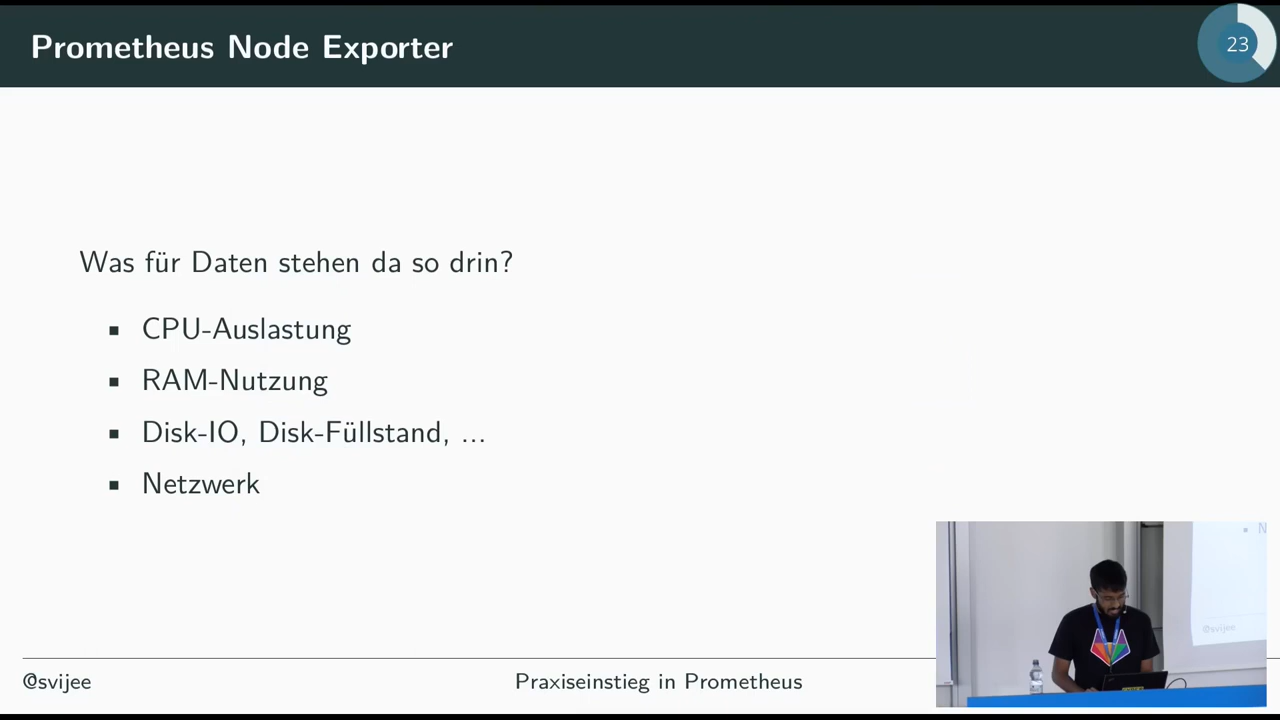 Prometheus Node Exporter
23
Was für Daten stehen da so drin?
▪ CPU-Auslastung
▪ RAM-Nutzung
▪ Disk-IO, Disk-Füllstand, ...
▪ Netzwerk
▪ N
@svijee
@svijee
Praxiseinstieg in Prometheus